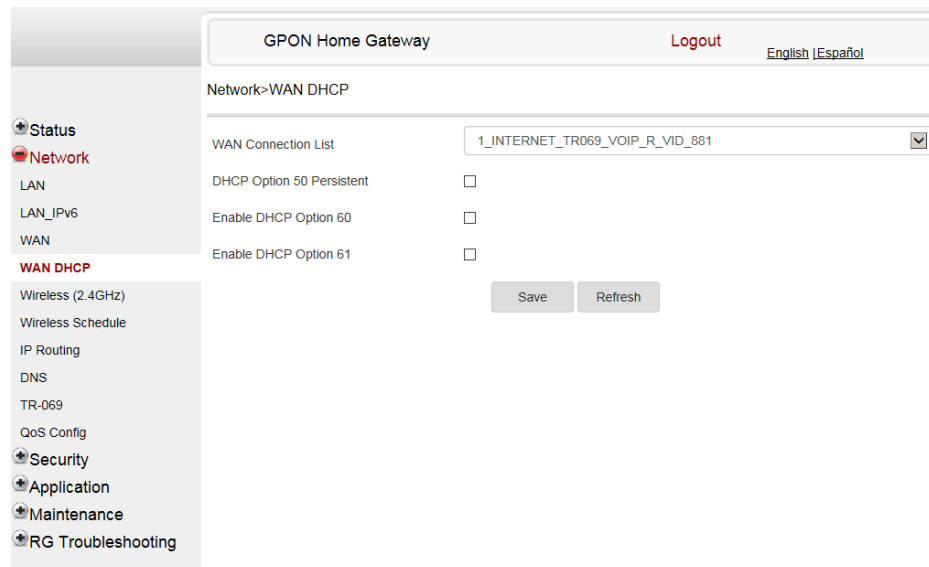 GPON Home Gateway
Logout
English |Español
Network>WAN DHCP
Status
Network
LAN
LAN_IPv6
WAN
WAN DHCP
Wireless (2.4GHz)
Wireless Schedule
IP Routing
DNS
TR-069
QoS Config
Security
Application
Maintenance
RG Troubleshooting
WAN Connection List
1_INTERNET_TR069_VOIP_R_VID_881
DHCP Option 50 Persistent
Enable DHCP Option 60
Enable DHCP Option 61
Save
Refresh